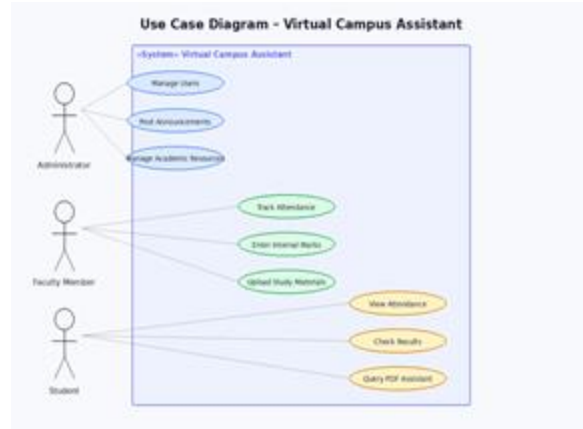 Use Case Diagram – Virtual Campus Assistant
«System» Virtual Campus Assistant
Manage Users
Post Announcements
Manage Academic Resources
Administrator
Track Attendance
Enter Internal Marks
Upload Study Materials
Faculty Member
View Attendance
Check Results
Query PDF Assistant
Student